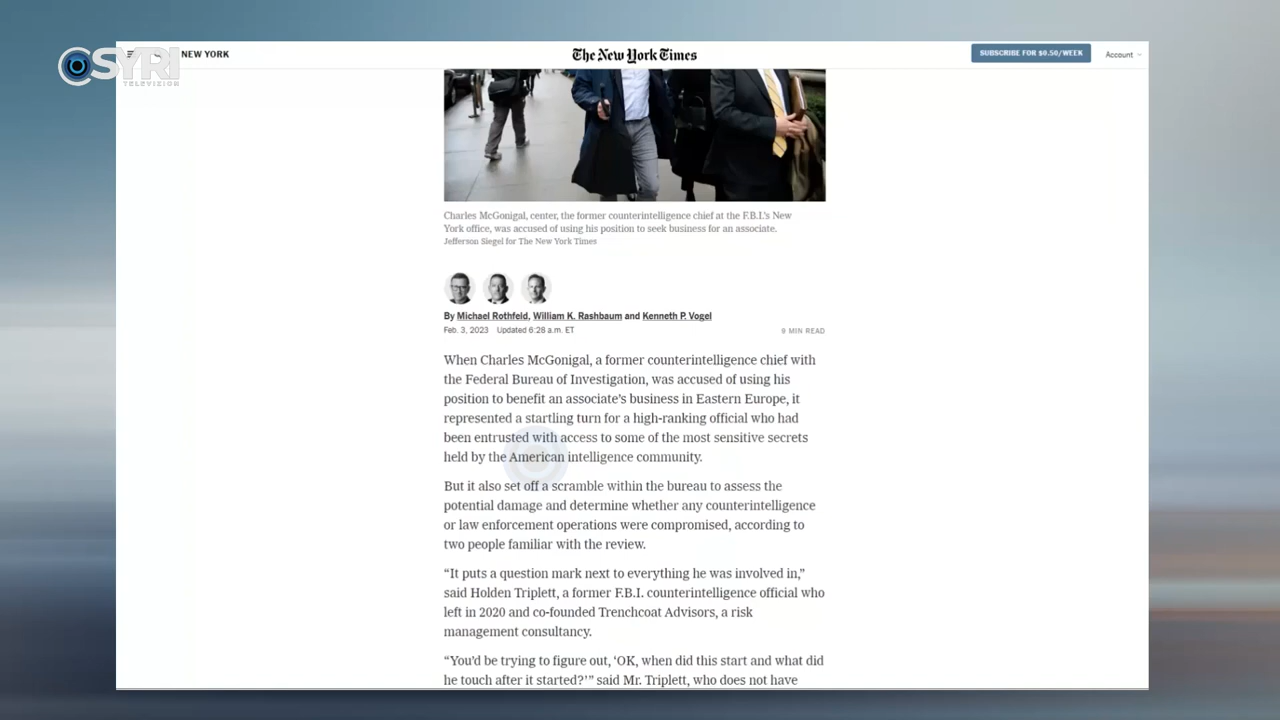 SYRI
TELEVISION
NEW YORK
The New York Times
SUBSCRIBE FOR $0.50/WEEK
Account
Charles McGonigal, center, the former counterintelligence chief at the F.B.I.'s New
York office, was accused of using his position to seek business for an associate.
Jefferson Siegel for The New York Times
By Michael Rothfeld, William K. Rashbaum and Kenneth P. Vogel
Feb. 3, 2023 Updated 6:28 a.m. ET
9 MIN READ
When Charles McGonigal, a former counterintelligence chief with
the Federal Bureau of Investigation, was accused of using his
position to benefit an associate's business in Eastern Europe, it
represented a startling turn for a high-ranking official who had
been entrusted with access to some of the most sensitive secrets
held by the American intelligence community.
But it also set off a scramble within the bureau to assess the
potential damage and determine whether any counterintelligence
or law enforcement operations were compromised, according to
two people familiar with the review.
“It puts a question mark next to everything he was involved in,”
said Holden Triplett, a former F.B.I. counterintelligence official who
left in 2020 and co-founded Trenchcoat Advisors, a risk
management consultancy.
“You'd be trying to figure out, ‘OK, when did this start and what did
he touch after it started?’” said Mr. Triplett, who does not have